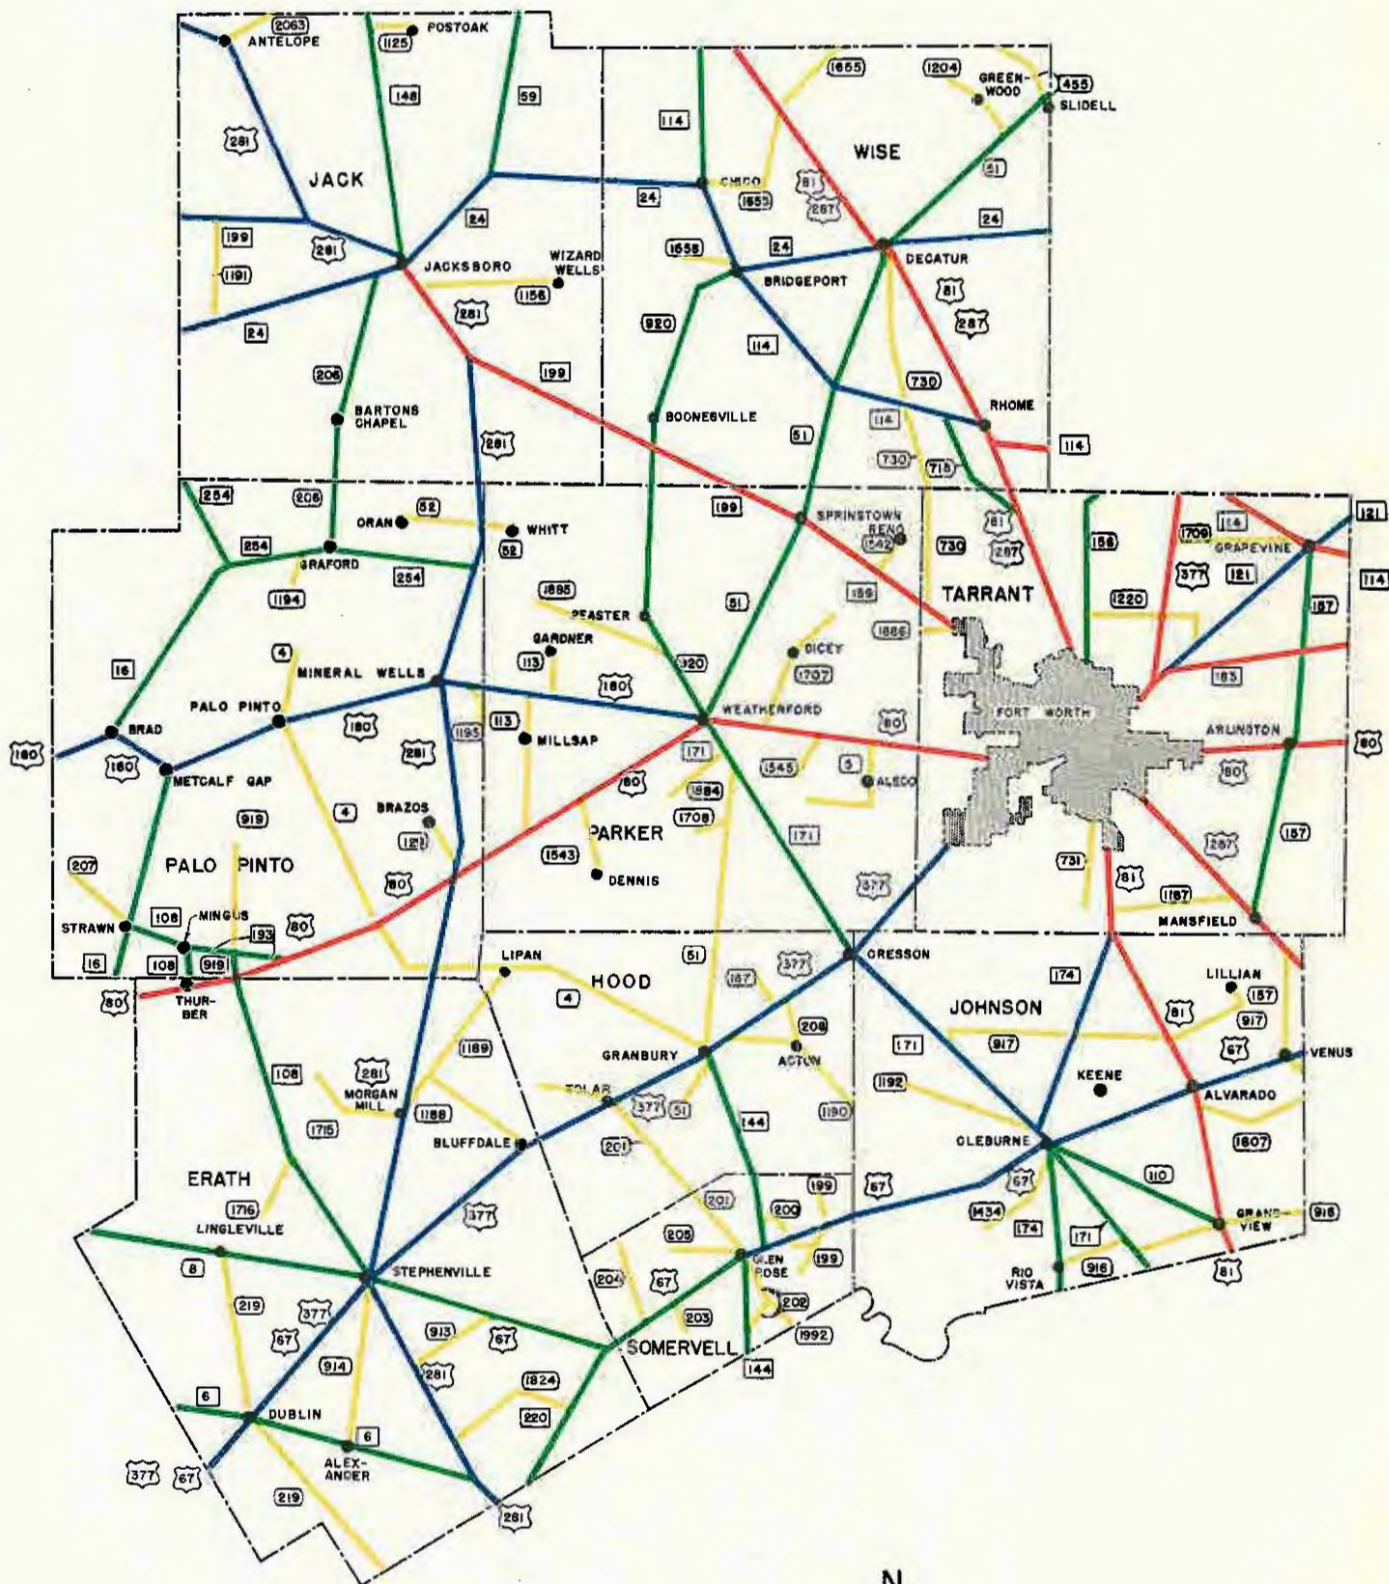 2063
POSTOAK
1125
ANTELOPE
148
59
281
JACK
199
281
1191
24
24
JACKSBORO
WIZARD
WELLS
1156
281
206
199
BARTONS
CHAPEL
281
1655
1204
GREEN-
WOOD
455
SLIDELL
114
WISE
51
CHICO
81
287
24
24
1658
24
DECATUR
BRIDGEPORT
81
287
920
114
730
RHOME
BOONESVILLE
114
51
114
730
715
254
206
52
ORAN
WHITT
52
254
GRAFORD
254
1194
4
16
MINERAL WELLS
PALO PINTO
180
1195
281
BRAD
180
180
METCALF GAP
BRAZOS
919
4
207
PALO PINTO
80
STRAWN
108
MINGUS
193
80
16
108
919
80
THUR-
BER
199
SPRINSTOWN
RENO
1542
81
287
730
1885
PEASTER
51
199
GARDNER
113
920
DICEY
1707
1886
180
WEATHERFORD
113
MILLSAP
171
80
80
1884
1545
5
ALEDO
1708
PARKER
171
1543
DENNIS
377
156
1709
114
121
GRAPEVINE
377
121
114
TARRANT
1220
157
183
FORT WORTH
ARLINGTON
80
80
287
157
731
81
1187
MANSFIELD
LIPAN
HOOD
51
CRESSON
4
167
377
174
LILLIAN
JOHNSON
157
81
917
1189
GRANBURY
208
ACTON
171
917
67
VENUS
108
281
KEENE
MORGAN
MILL
1188
TOLAR
1192
ALVARADO
377
51
1190
1715
BLUFFDALE
201
144
CLEBURNE
1807
ERATH
1716
377
201
199
67
67
110
LINGLEVILLE
205
200
1434
174
171
GRAND-
VIEW
916
8
STEPHENVILLE
204
67
GLEN
ROSE
199
RIO
VISTA
916
81
219
377
67
913
67
203
202
1992
914
281
SOMERVELL
1824
144
6
220
DUBLIN
6
377
67
ALEX-
ANDER
219
281
N